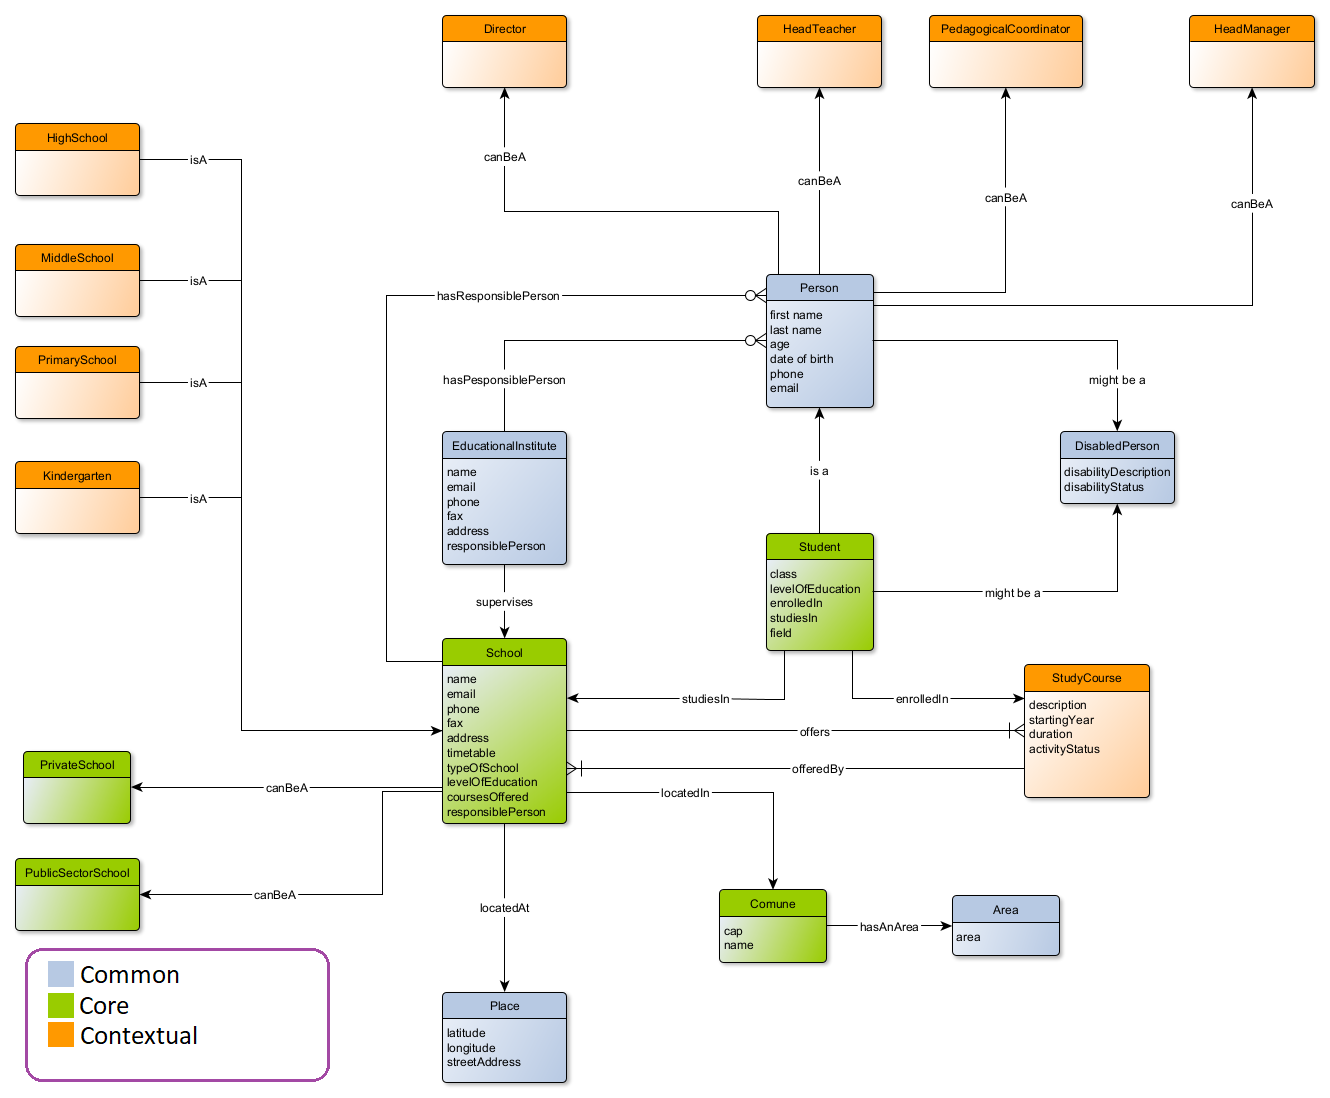 Director
HeadTeacher
PedagogicalCoordinator
HeadManager
HighSchool
isA
canBeA
canBeA
canBeA
canBeA
MiddleSchool
isA
PrimarySchool
isA
Kindergarten
isA
hasResponsiblePerson
Person
first name
last name
age
date of birth
phone
email
hasPesponsiblePerson
might be a
EducationalInstitute
name
email
phone
fax
address
responsiblePerson
is a
DisabledPerson
disabilityDescription
disabilityStatus
Student
class
levelOfEducation
enrolledIn
studiesIn
field
might be a
supervises
School
name
email
phone
fax
address
timetable
typeOfSchool
levelOfEducation
coursesOffered
responsiblePerson
studiesIn
enrolledIn
StudyCourse
description
startingYear
duration
activityStatus
offers
offeredBy
locatedIn
PrivateSchool
canBeA
PublicSectorSchool
canBeA
locatedAt
Comune
cap
name
hasAnArea
Area
area
Place
latitude
longitude
streetAddress
Common
Core
Contextual